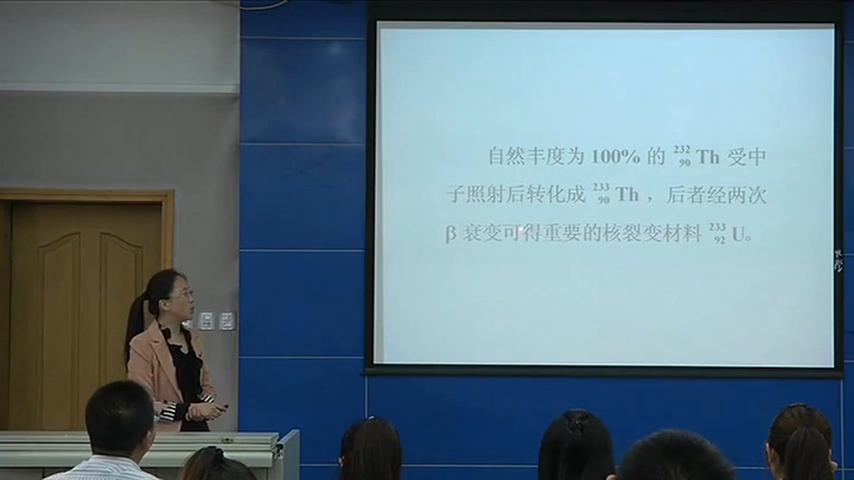 自然丰度为 100% 的 ²³²₉₀Th 受中
子照射后转化成 ²³³₉₀Th ，后者经两次
β 衰变可得重要的核裂变材料 ²³³₉₂U。